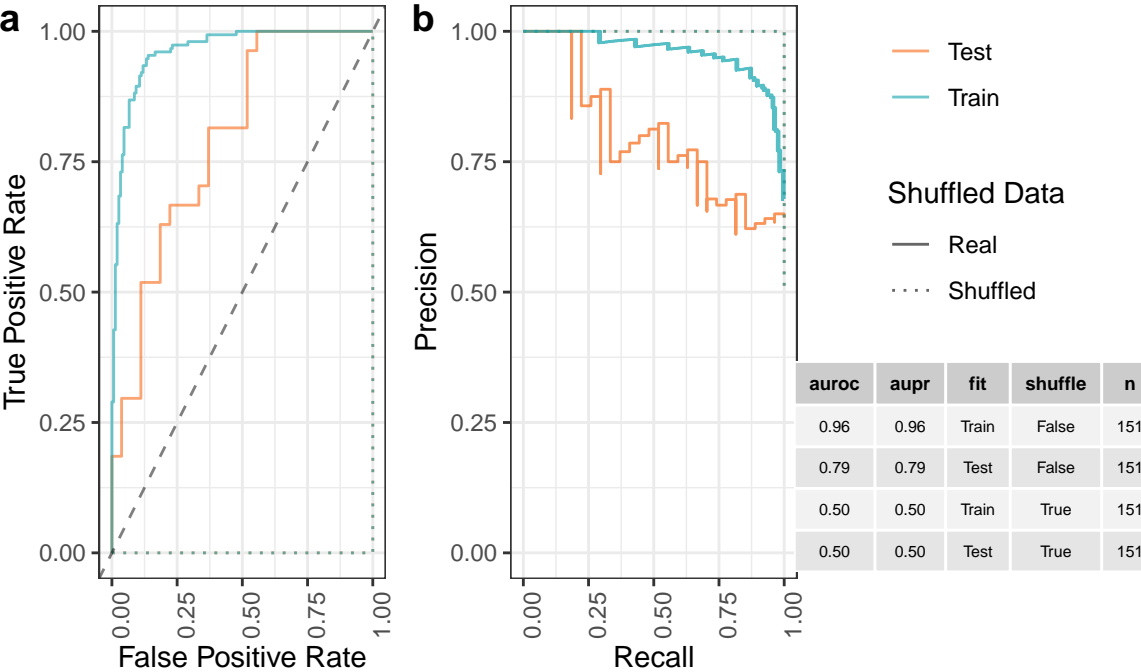 a
True Positive Rate
1.00
0.75
0.50
0.25
0.00
0.00
0.25
0.50
0.75
1.00
False Positive Rate
b
Precision
1.00
0.75
0.50
0.25
0.00
0.00
0.25
0.50
0.75
1.00
Recall
Test
Train
Shuffled Data
Real
Shuffled
auroc aupr fit shuffle n
0.96 0.96 Train False 151
0.79 0.79 Test False 151
0.50 0.50 Train True 151
0.50 0.50 Test True 151